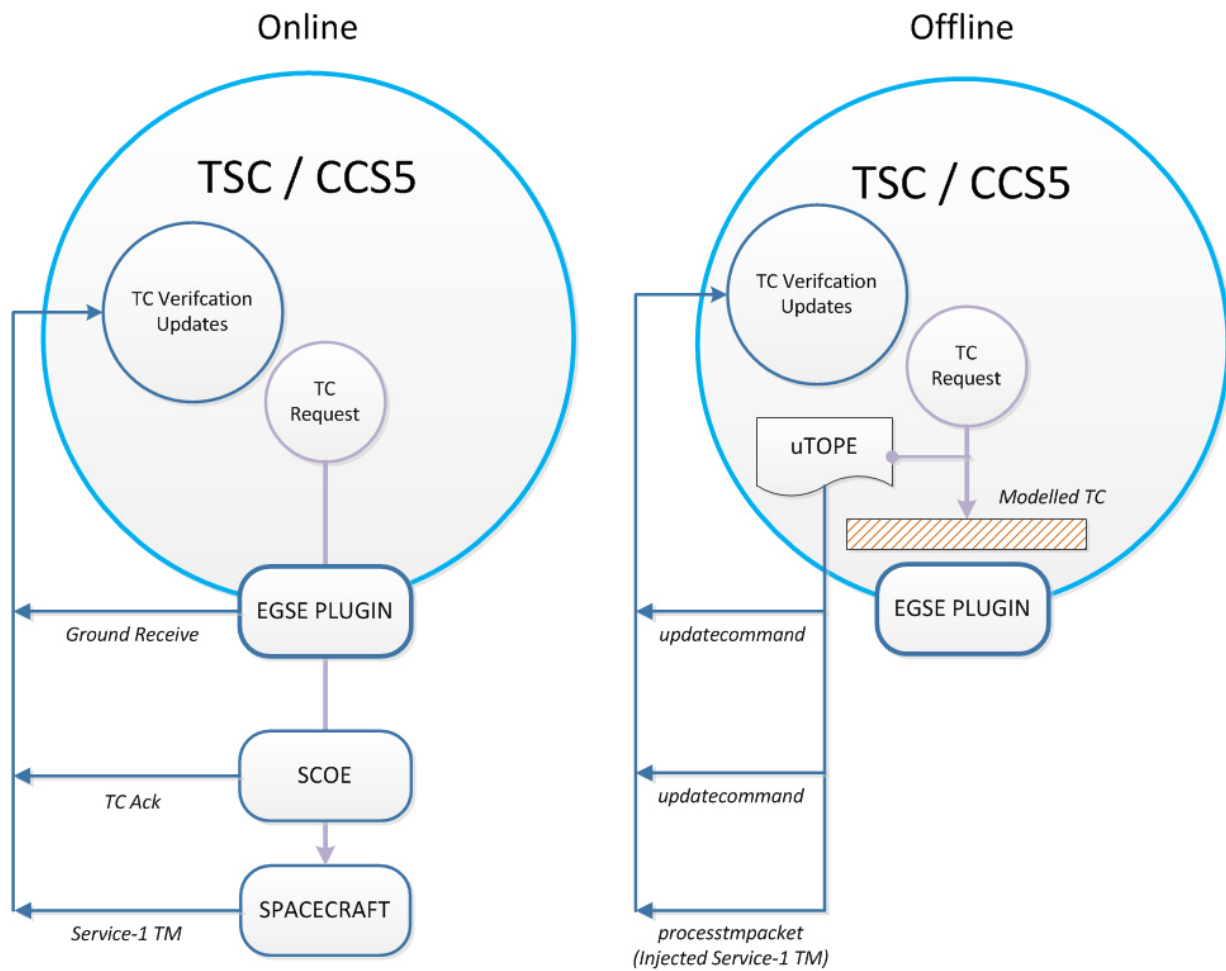 Online
TSC / CCS5
TC Verifcation
Updates
TC
Request
EGSE PLUGIN
Ground Receive
SCOE
TC Ack
SPACECRAFT
Service-1 TM
Offline
TSC / CCS5
TC Verifcation
Updates
TC
Request
uTOPE
Modelled TC
EGSE PLUGIN
updatecommand
updatecommand
processtmpacket
(Injected Service-1 TM)